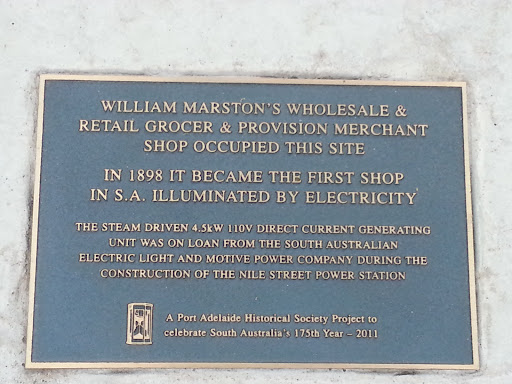 WILLIAM MARSTON'S WHOLESALE &
RETAIL GROCER & PROVISION MERCHANT
SHOP OCCUPIED THIS SITE
IN 1898 IT BECAME THE FIRST SHOP
IN S.A. ILLUMINATED BY ELECTRICITY
THE STEAM DRIVEN 4.5kW 110V DIRECT CURRENT GENERATING
UNIT WAS ON LOAN FROM THE SOUTH AUSTRALIAN
ELECTRIC LIGHT AND MOTIVE POWER COMPANY DURING THE
CONSTRUCTION OF THE NILE STREET POWER STATION
A Port Adelaide Historical Society Project to
celebrate South Australia's 175th Year – 2011